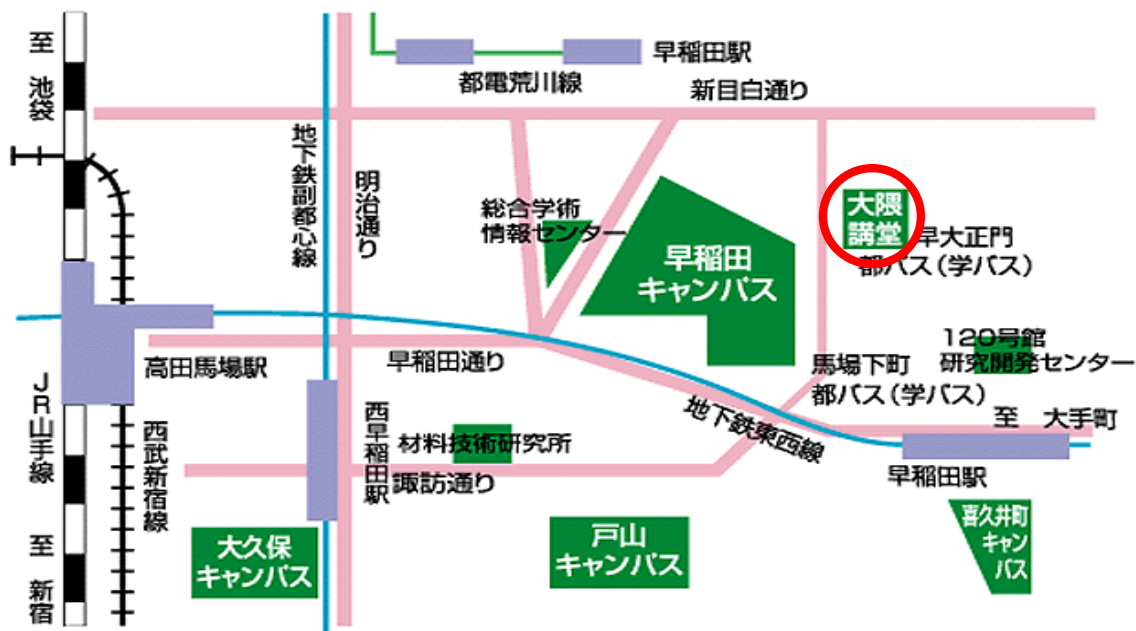 至
池袋
早稲田駅
都電荒川線
新目白通り
地下鉄副都心線
明治通り
総合学術
情報センター
早稲田
キャンパス
大隈
講堂
早大正門
都バス(学バス)
高田馬場駅
早稲田通り
120号館
研究開発センター
馬場下町
都バス(学バス)
地下鉄東西線
至 大手町
早稲田駅
JR山手線
西武新宿線
西早稲田駅
材料技術研究所
諏訪通り
大久保
キャンパス
戸山
キャンパス
喜久井町
キャン
パス
至
新宿